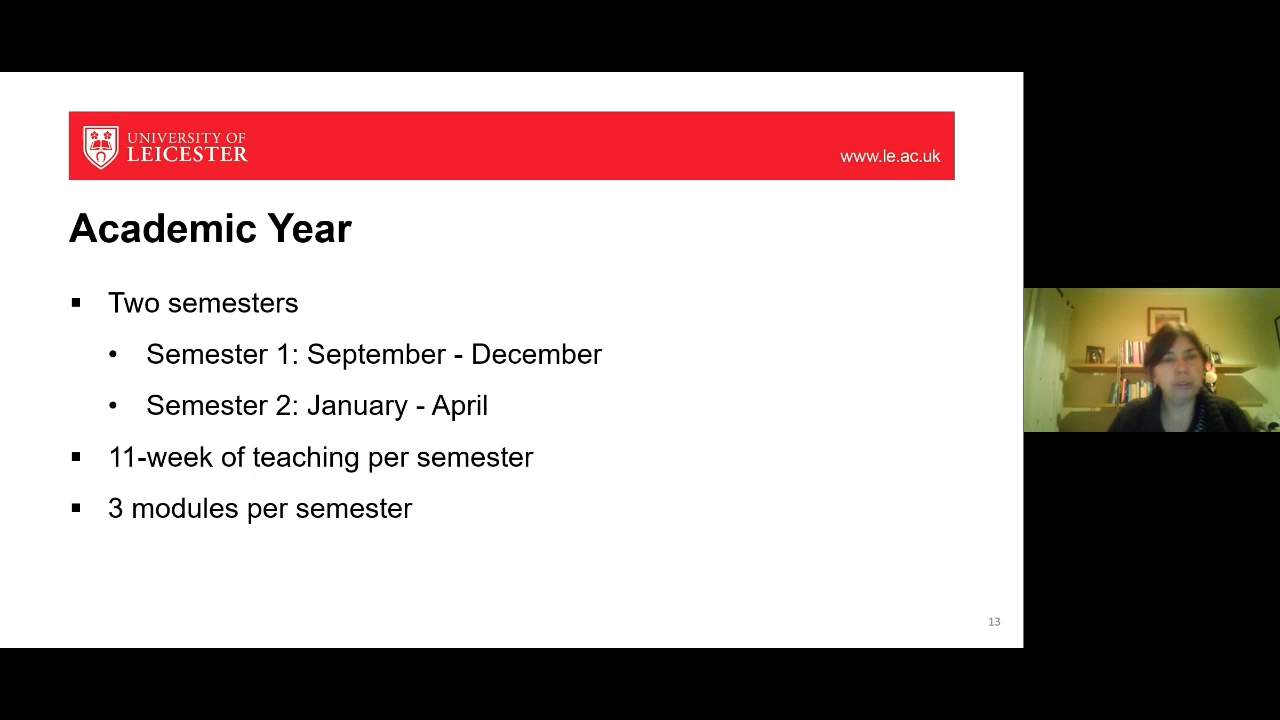 UNIVERSITY OF
LEICESTER
www.le.ac.uk
Academic Year
▪ Two semesters
• Semester 1: September - December
• Semester 2: January - April
▪ 11-week of teaching per semester
▪ 3 modules per semester
13